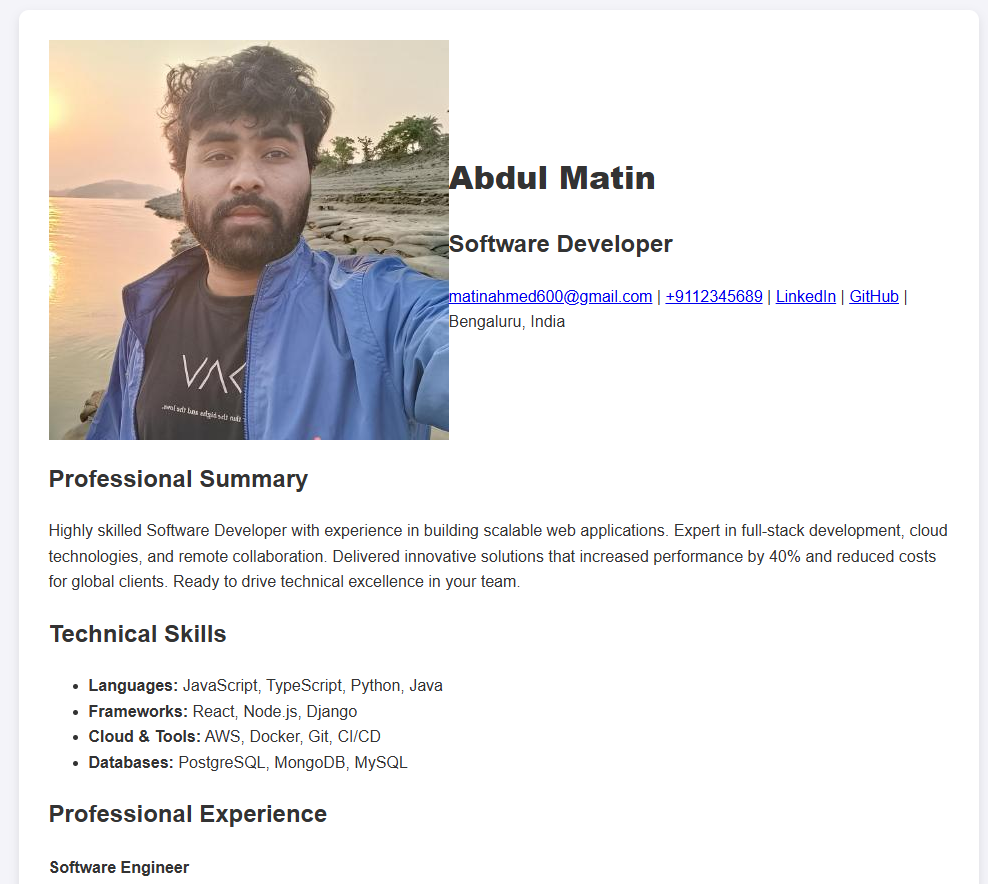 Abdul Matin
Software Developer
matinahmed600@gmail.com | +9112345689 | LinkedIn | GitHub |
Bengaluru, India
Professional Summary
Highly skilled Software Developer with experience in building scalable web applications. Expert in full-stack development, cloud
technologies, and remote collaboration. Delivered innovative solutions that increased performance by 40% and reduced costs
for global clients. Ready to drive technical excellence in your team.
Technical Skills
• Languages: JavaScript, TypeScript, Python, Java
• Frameworks: React, Node.js, Django
• Cloud & Tools: AWS, Docker, Git, CI/CD
• Databases: PostgreSQL, MongoDB, MySQL
Professional Experience
Software Engineer